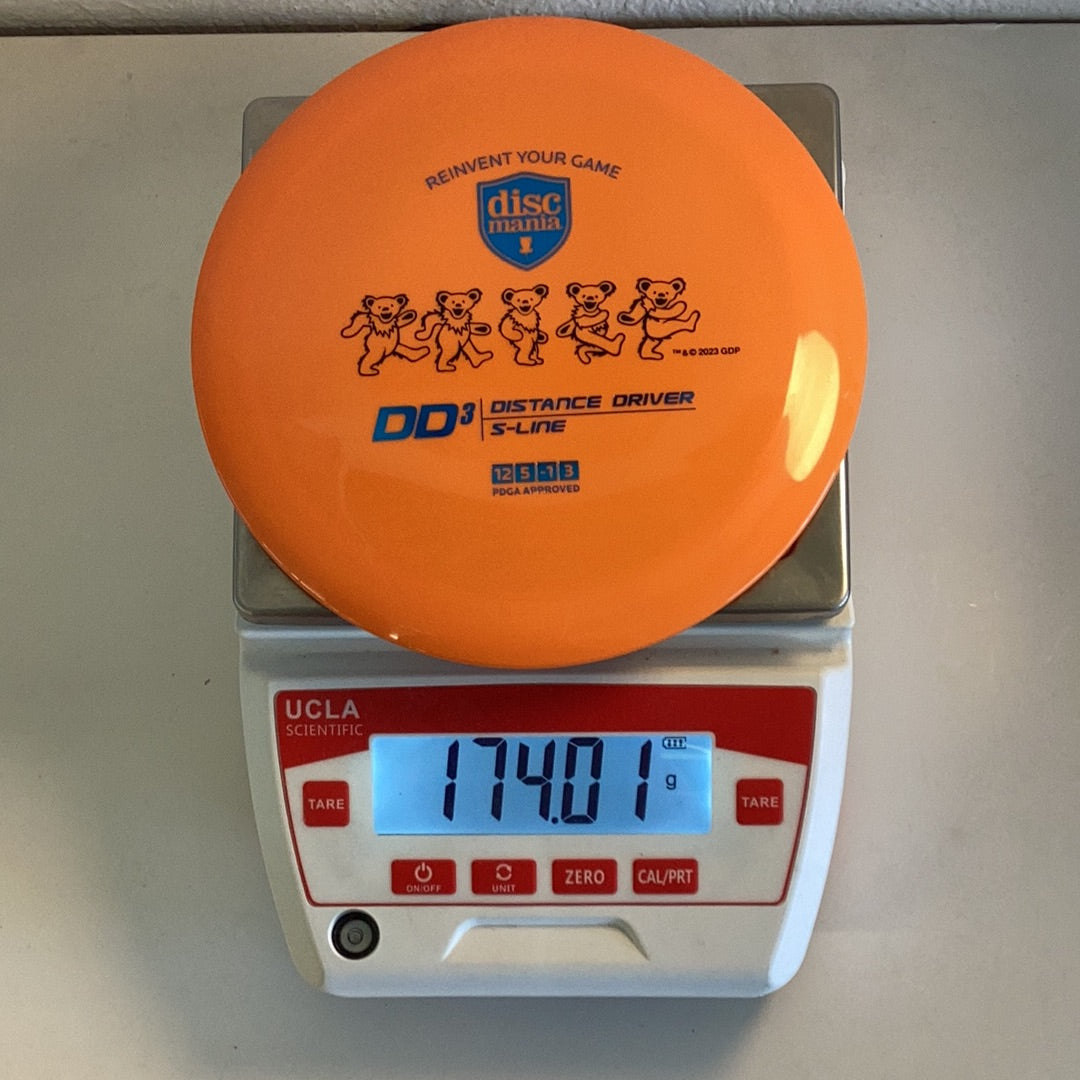 REINVENT YOUR GAME
disc
mania
™ & © 2023 GDP
DD³ DISTANCE DRIVER
S-LINE
12 5 -1 3
PDGA APPROVED
UCLA
SCIENTIFIC
174.01 g
TARE
TARE
ON/OFF
UNIT
ZERO
CAL/PRT